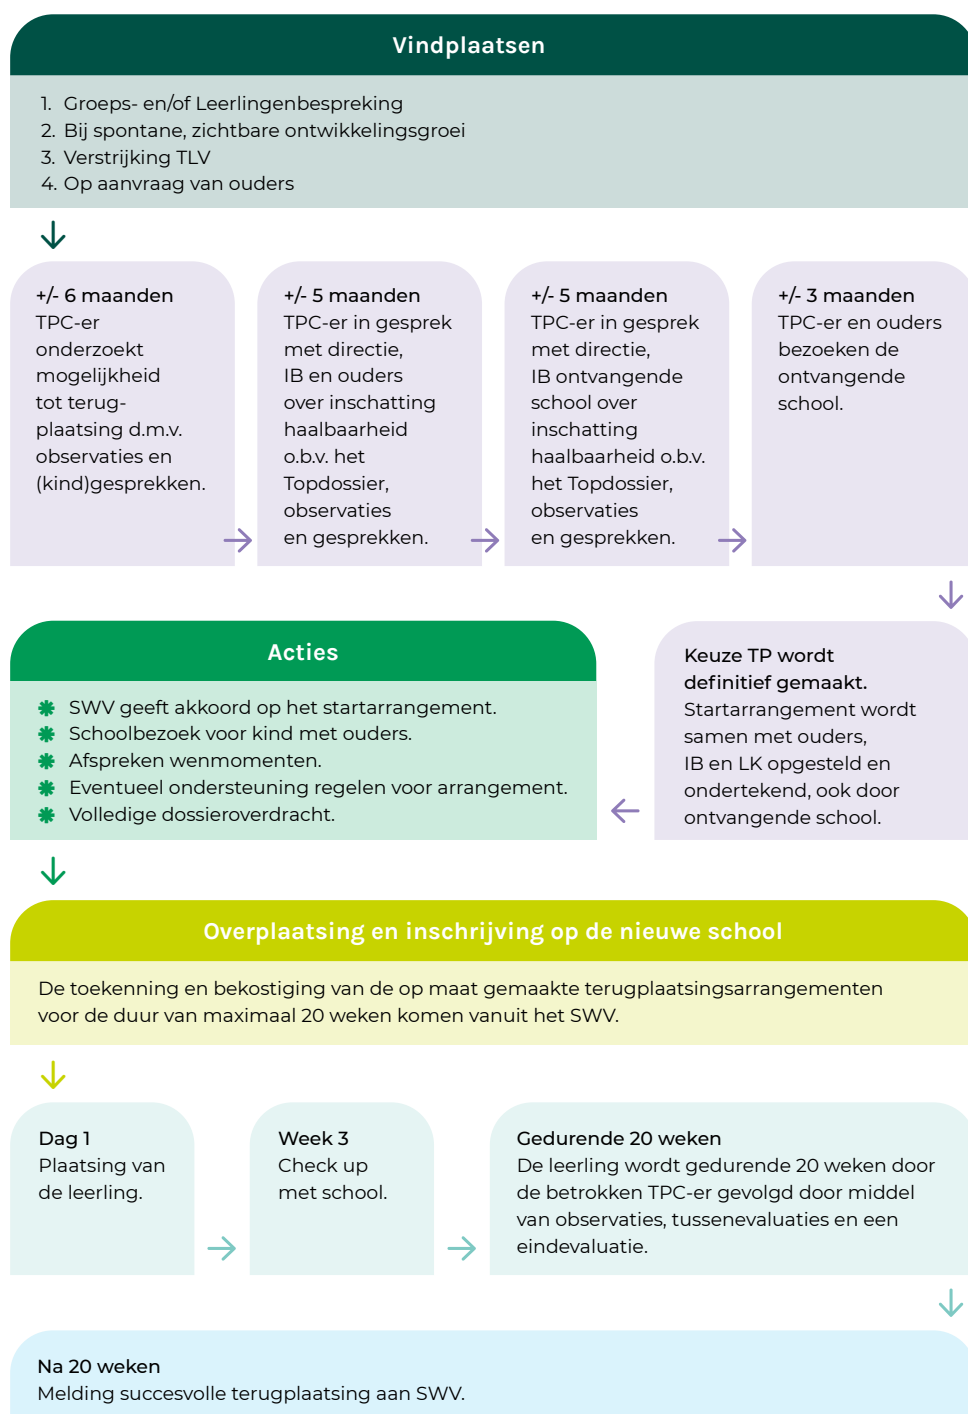 Vindplaatsen
1. Groeps- en/of Leerlingenbespreking
2. Bij spontane, zichtbare ontwikkelingsgroei
3. Verstrijking TLV
4. Op aanvraag van ouders
+/- 6 maanden
TPC-er
onderzoekt
mogelijkheid
tot terug-
plaatsing d.m.v.
observaties en
(kind)gesprekken.
+/- 5 maanden
TPC-er in gesprek
met directie,
IB en ouders
over inschatting
haalbaarheid
o.b.v. het
Topdossier,
observaties
en gesprekken.
+/- 5 maanden
TPC-er in gesprek
met directie,
IB ontvangende
school over
inschatting
haalbaarheid o.b.v.
het Topdossier,
observaties
en gesprekken.
+/- 3 maanden
TPC-er en ouders
bezoeken de
ontvangende
school.
Keuze TP wordt
definitief gemaakt.
Startarrangement wordt
samen met ouders,
IB en LK opgesteld en
ondertekend, ook door
ontvangende school.
Acties
SWV geeft akkoord op het startarrangement.
Schoolbezoek voor kind met ouders.
Afspreken wenmomenten.
Eventueel ondersteuning regelen voor arrangement.
Volledige dossieroverdracht.
Overplaatsing en inschrijving op de nieuwe school
De toekenning en bekostiging van de op maat gemaakte terugplaatsingsarrangementen
voor de duur van maximaal 20 weken komen vanuit het SWV.
Dag 1
Plaatsing van
de leerling.
Week 3
Check up
met school.
Gedurende 20 weken
De leerling wordt gedurende 20 weken door
de betrokken TPC-er gevolgd door middel
van observaties, tussenevaluaties en een
eindevaluatie.
Na 20 weken
Melding succesvolle terugplaatsing aan SWV.